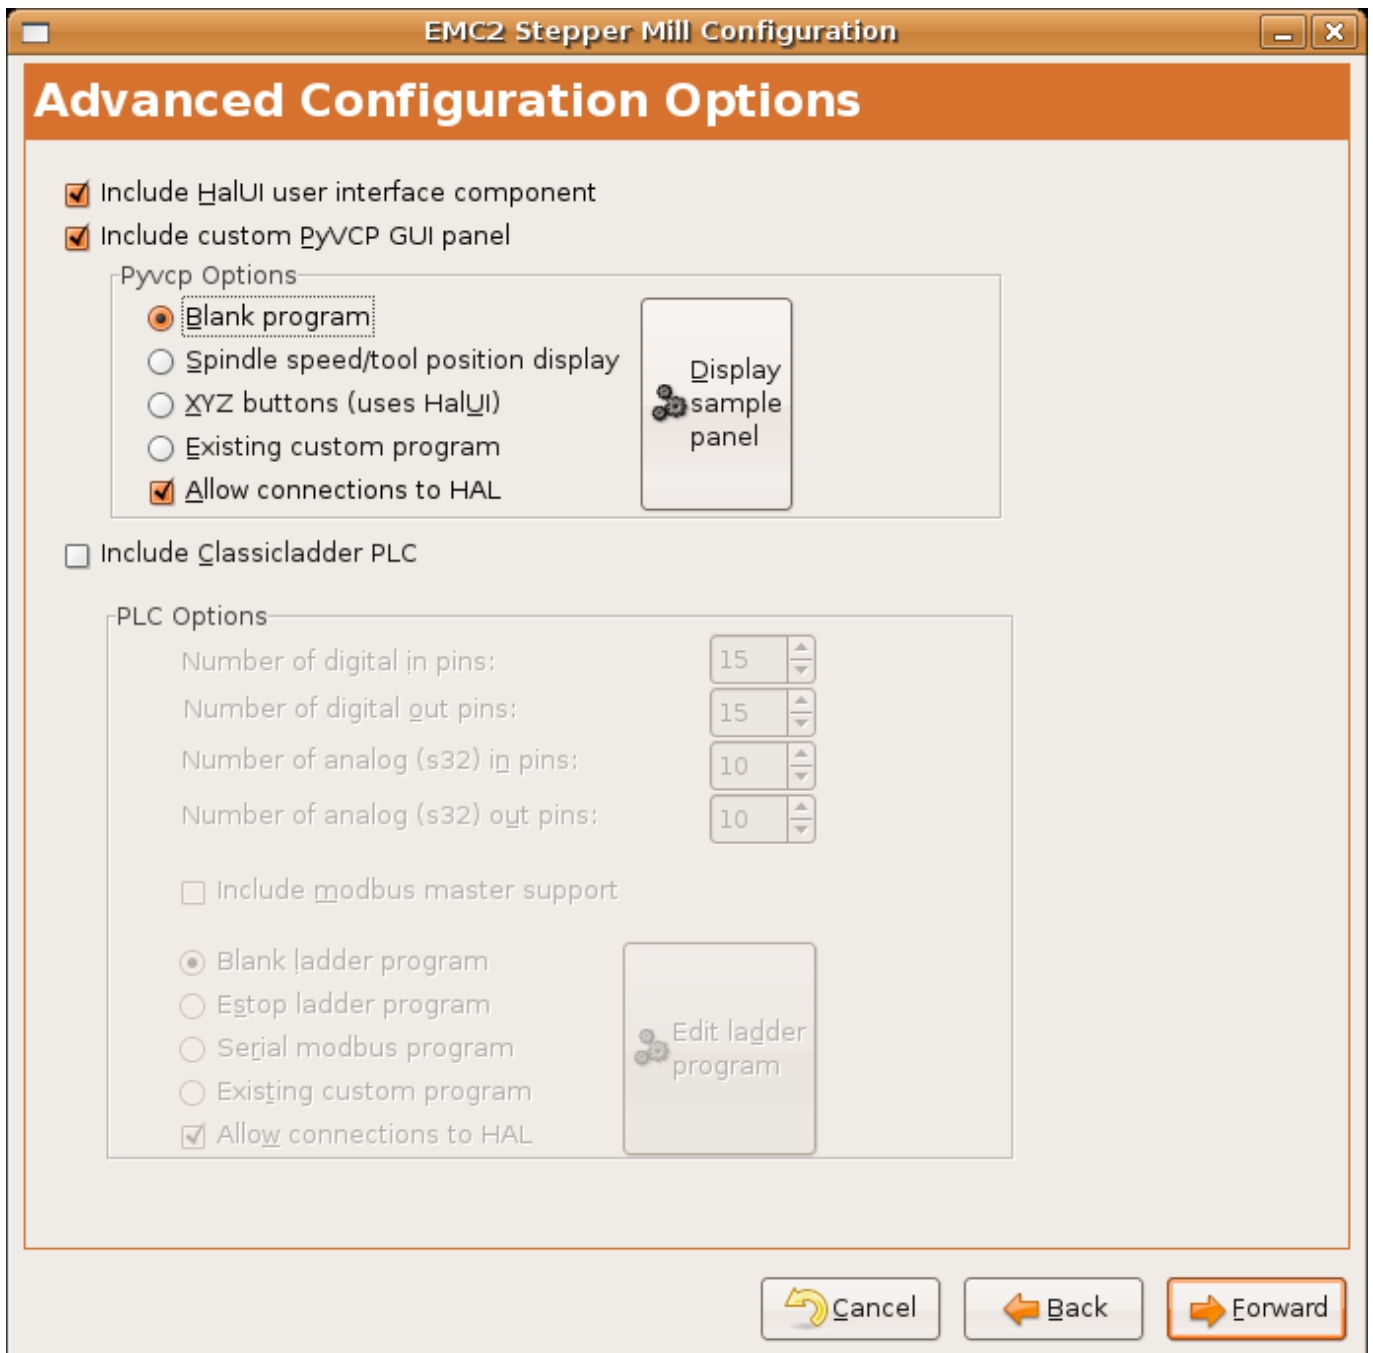 EMC2 Stepper Mill Configuration
Advanced Configuration Options
Include HalUI user interface component
Include custom PyVCP GUI panel
Pyvcp Options
Blank program
Spindle speed/tool position display
XYZ buttons (uses HalUI)
Existing custom program
Allow connections to HAL
Display
sample
panel
Include Classicladder PLC
PLC Options
Number of digital in pins: 15
Number of digital out pins: 15
Number of analog (s32) in pins: 10
Number of analog (s32) out pins: 10
Include modbus master support
Blank ladder program
Estop ladder program
Serial modbus program
Existing custom program
Allow connections to HAL
Edit ladder
program
Cancel Back Forward